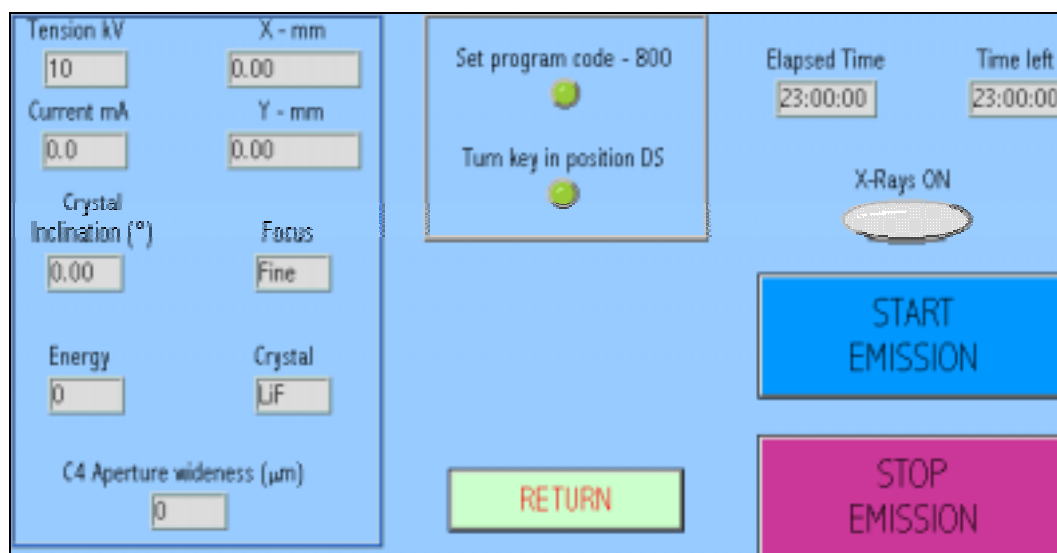 Tension kV
X - mm
10
0.00
Current mA
Y - mm
0.0
0.00
Crystal
Inclination (°)
Focus
0.00
Fine
Energy
Crystal
0
LiF
C4 Aperture wideness (μm)
0
Set program code - 800
Turn key in position DS
RETURN
Elapsed Time
Time left
23:00:00
23:00:00
X-Rays ON
START
EMISSION
STOP
EMISSION